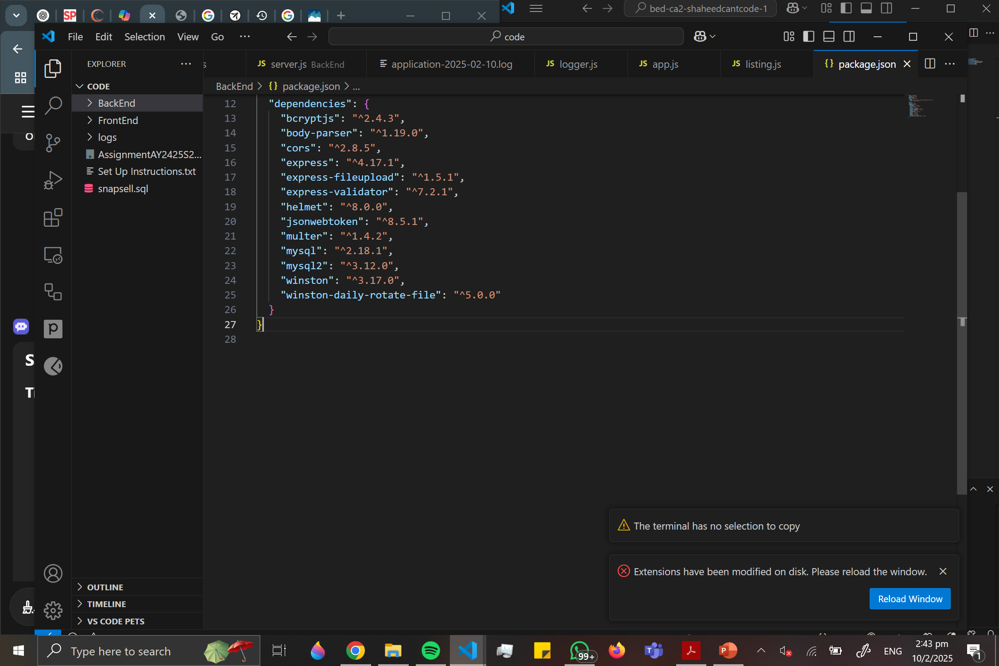 SP
bed-ca2-shaheedcantcode-1
File Edit Selection View Go ···
code
EXPLORER
s
JS server.js BackEnd
application-2025-02-10.log
JS logger.js
JS app.js
JS listing.js
{} package.json
BackEnd > {} package.json > ...
CODE
BackEnd
FrontEnd
logs
AssignmentAY2425S2...
Set Up Instructions.txt
snapsell.sql
12 "dependencies": {
13 "bcryptjs": "^2.4.3",
14 "body-parser": "^1.19.0",
15 "cors": "^2.8.5",
16 "express": "^4.17.1",
17 "express-fileupload": "^1.5.1",
18 "express-validator": "^7.2.1",
19 "helmet": "^8.0.0",
20 "jsonwebtoken": "^8.5.1",
21 "multer": "^1.4.2",
22 "mysql": "^2.18.1",
23 "mysql2": "^3.12.0",
24 "winston": "^3.17.0",
25 "winston-daily-rotate-file": "^5.0.0"
26 }
27 }
28
S
Ti
The terminal has no selection to copy
Extensions have been modified on disk. Please reload the window.
Reload Window
OUTLINE
TIMELINE
VS CODE PETS
Type here to search
99+
ENG
2:43 pm
10/2/2025
1